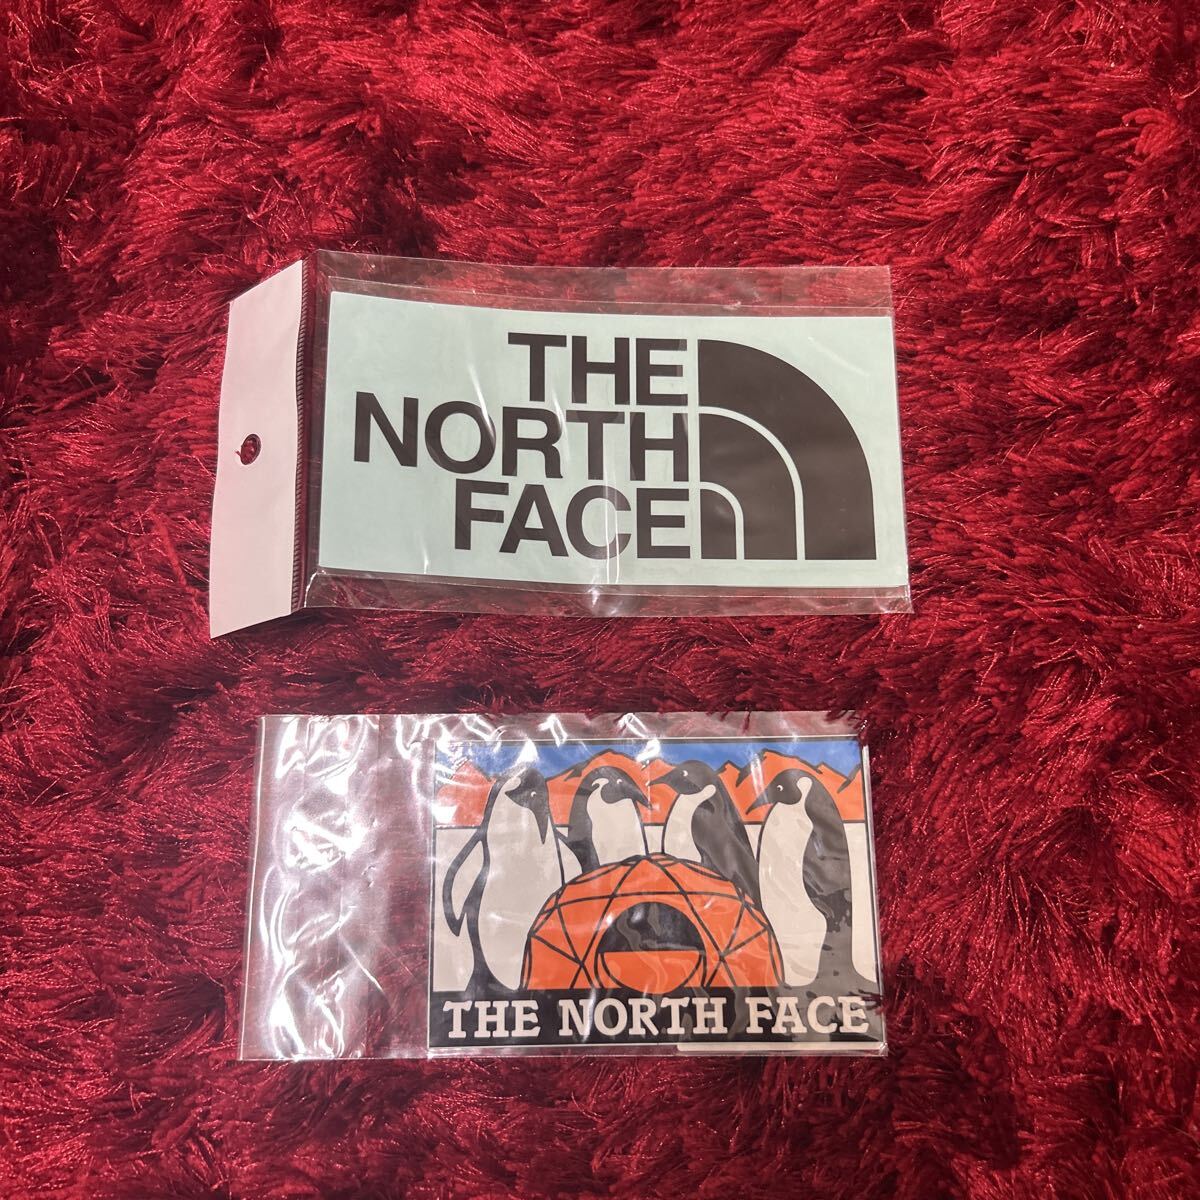 THE
NORTH
FACE
THE NORTH FACE